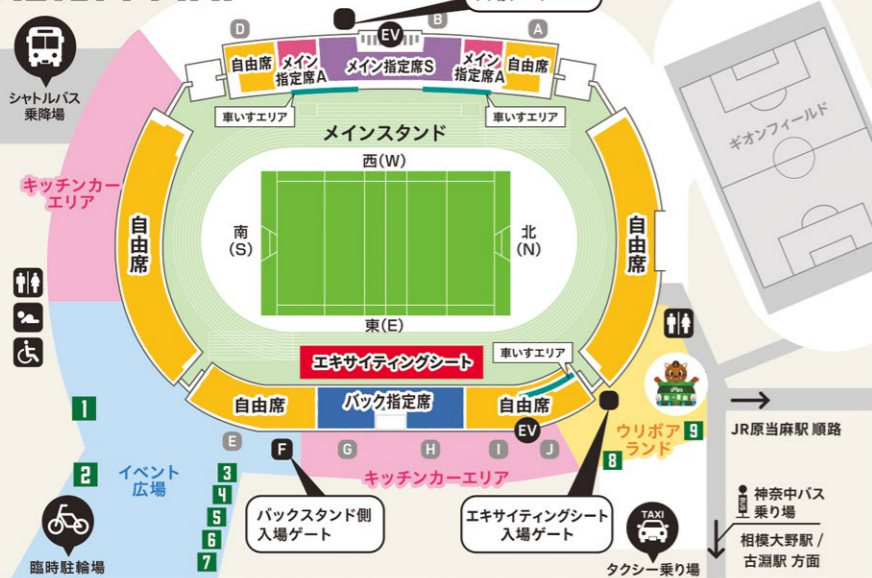 D
B
A
EV
自由席
メイン
指定席A
メイン指定席S
メイン
指定席A
自由席
シャトルバス
乗降場
車いすエリア
車いすエリア
メインスタンド
西(W)
ギオンフィールド
キッチンカー
エリア
自由席
南
(S)
北
(N)
自由席
東(E)
エキサイティングシート
車いすエリア
自由席
バック指定席
自由席
EV
E
F
G
H
I
J
キッチンカーエリア
ウリボア
ランド
9
8
JR原当麻駅 順路
1
2
イベント
広場
3
4
5
6
7
バックスタンド側
入場ゲート
エキサイティングシート
入場ゲート
TAXI
タクシー乗り場
神奈中バス
乗り場
相模大野駅 /
古淵駅 方面
臨時駐輪場